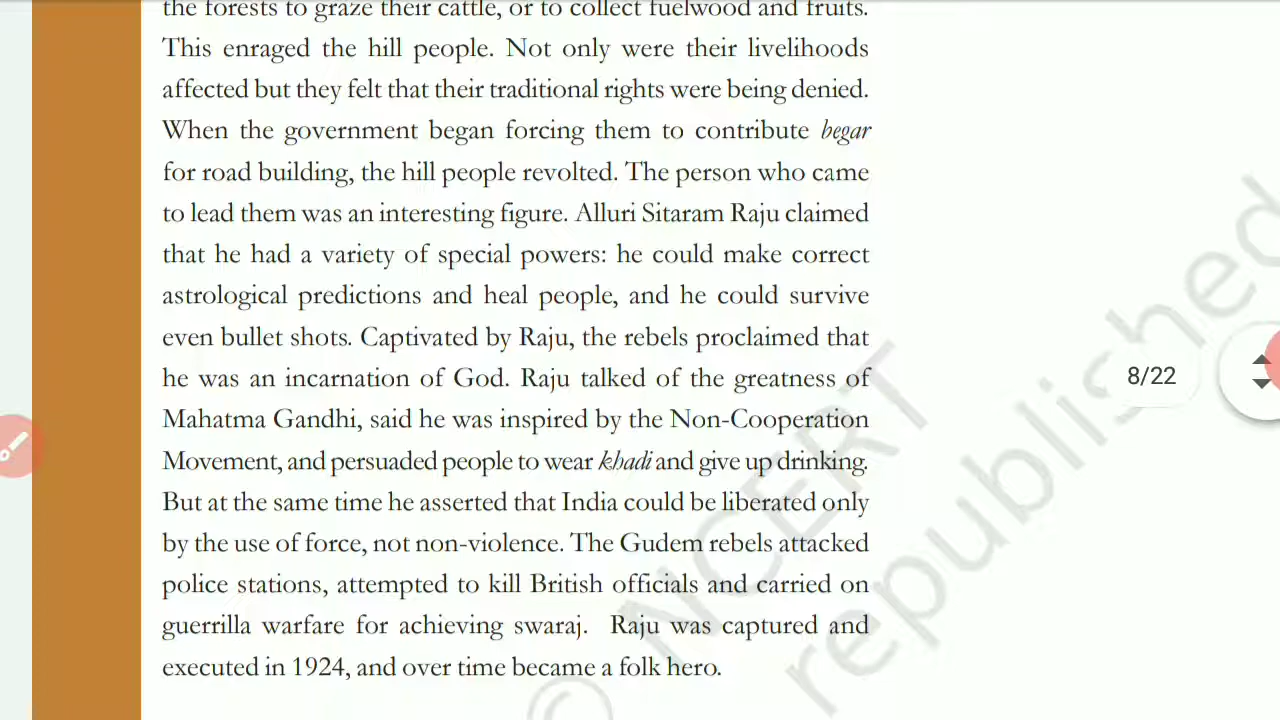 the forests to graze their cattle, or to collect fuelwood and fruits.
This enraged the hill people. Not only were their livelihoods
affected but they felt that their traditional rights were being denied.
When the government began forcing them to contribute begar
for road building, the hill people revolted. The person who came
to lead them was an interesting figure. Alluri Sitaram Raju claimed
that he had a variety of special powers: he could make correct
astrological predictions and heal people, and he could survive
even bullet shots. Captivated by Raju, the rebels proclaimed that
he was an incarnation of God. Raju talked of the greatness of
Mahatma Gandhi, said he was inspired by the Non-Cooperation
Movement, and persuaded people to wear khadi and give up drinking.
But at the same time he asserted that India could be liberated only
by the use of force, not non-violence. The Gudem rebels attacked
police stations, attempted to kill British officials and carried on
guerrilla warfare for achieving swaraj. Raju was captured and
executed in 1924, and over time became a folk hero.
8/22
© NCERT
republished